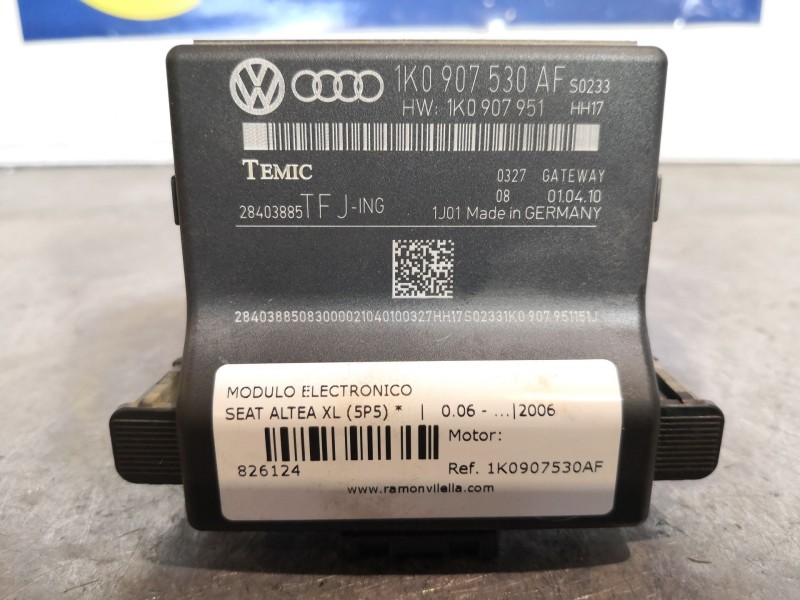 1K0 907 530 AF S0233
HW: 1K0 907 951 HH17
TEMIC
0327 GATEWAY
08 01.04.10
28403885TFJ-ING 1J01 Made in GERMANY
2840388508300002104010032​7HH17S02331K0 907 951151J
MODULO ELECTRONICO
SEAT ALTEA XL (5P5) * | 0.06 - ...|2006
Motor:
826124 Ref. 1K0907530AF
www.ramonvilella.com